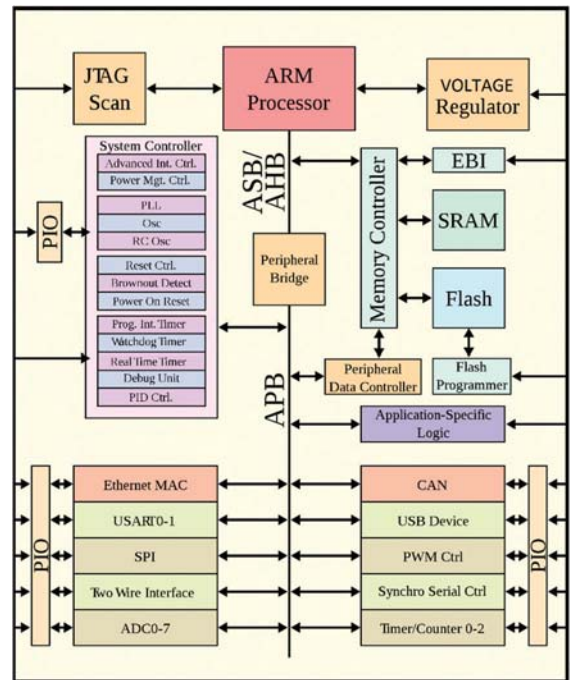 JTAG
Scan
ARM
Processor
VOLTAGE
Regulator
System Controller
Advanced Int. Ctrl.
Power Mgt. Ctrl.
PLL
Osc
RC Osc
Reset Ctrl.
Brownout Detect
Power On Reset
Prog. Int. Timer
Watchdog Timer
Real Time Timer
Debug Unit
PID Ctrl.
PIO
ASB/
AHB
Peripheral
Bridge
APB
Memory Controller
EBI
SRAM
Flash
Peripheral
Data Controller
Flash
Programmer
Application-Specific
Logic
PIO
Ethernet MAC
USART0-1
SPI
Two Wire Interface
ADC0-7
CAN
USB Device
PWM Ctrl
Synchro Serial Ctrl
Timer/Counter 0-2
PIO